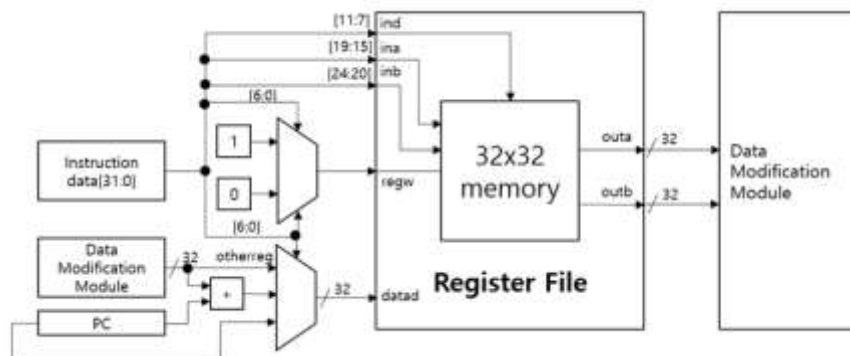 [11:7]
ind
[19:15]
ina
[24:20]
inb
[6:0]
1
0
Instruction
data[31:0]
regw
32x32
memory
outa
32
outb
32
Data
Modification
Module
[6:0]
Data
Modification
Module
32
otherreg
+
PC
32
datad
Register File